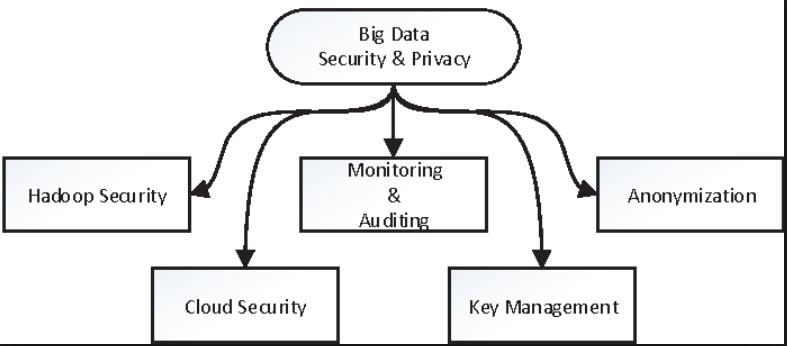 Big Data
Security & Privacy
Hadoop Security
Monitoring
&
Auditing
Anonymization
Cloud Security
Key Management